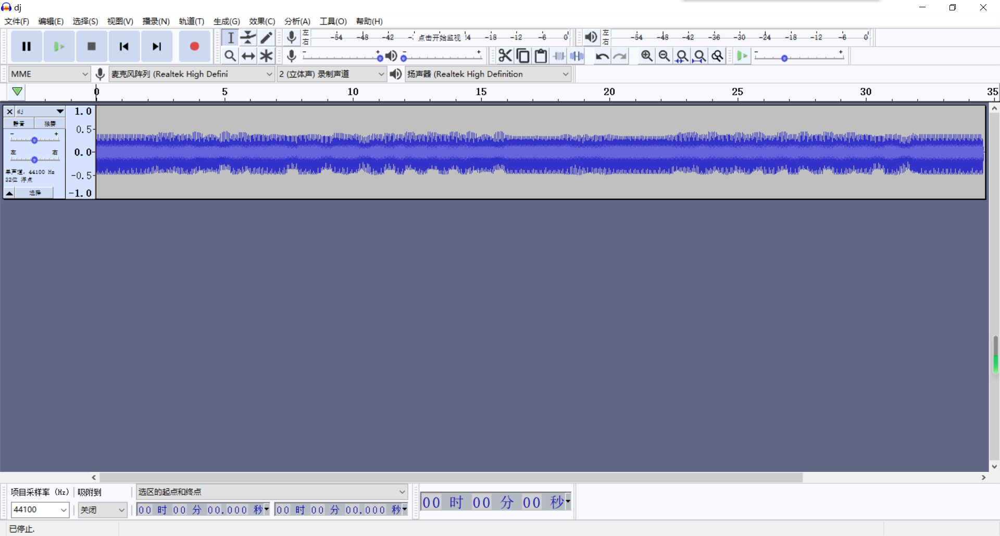 dj
文件(F) 编辑(E) 选择(S) 视图(V) 播录(N) 轨道(T) 生成(G) 效果(C) 分析(A) 工具(O) 帮助(H)
左 -54 -48 -42 -3 点击开始监视 !4 -18 -12 -6 0 左 -54 -48 -42 -36 -30 -24 -18 -12 -6 0
右 右
- + - + - +
MME 麦克风阵列 (Realtek High Defini 2 (立体声) 录制声道 扬声器 (Realtek High Definition
0 5 10 15 20 25 30 35
dj 1.0
静音 独奏 0.5
- +
左 右 0.0
单声道, 44100 Hz
32位 浮点 -0.5
选择 -1.0
项目采样率 (Hz) 吸附到 选区的起点和终点
44100 关闭 00 时 00 分 00.000 秒 00 时 00 分 00.000 秒 00 时 00 分 00 秒
已停止.